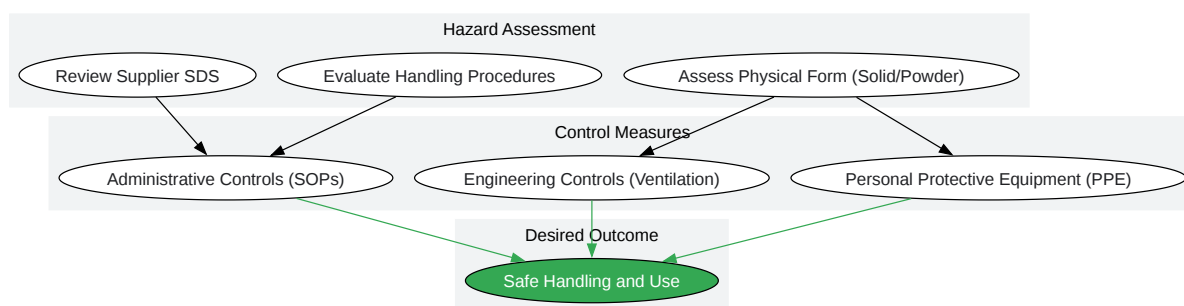 Hazard Assessment
Review Supplier SDS
Evaluate Handling Procedures
Assess Physical Form (Solid/Powder)
Control Measures
Administrative Controls (SOPs)
Engineering Controls (Ventilation)
Personal Protective Equipment (PPE)
Desired Outcome
Safe Handling and Use